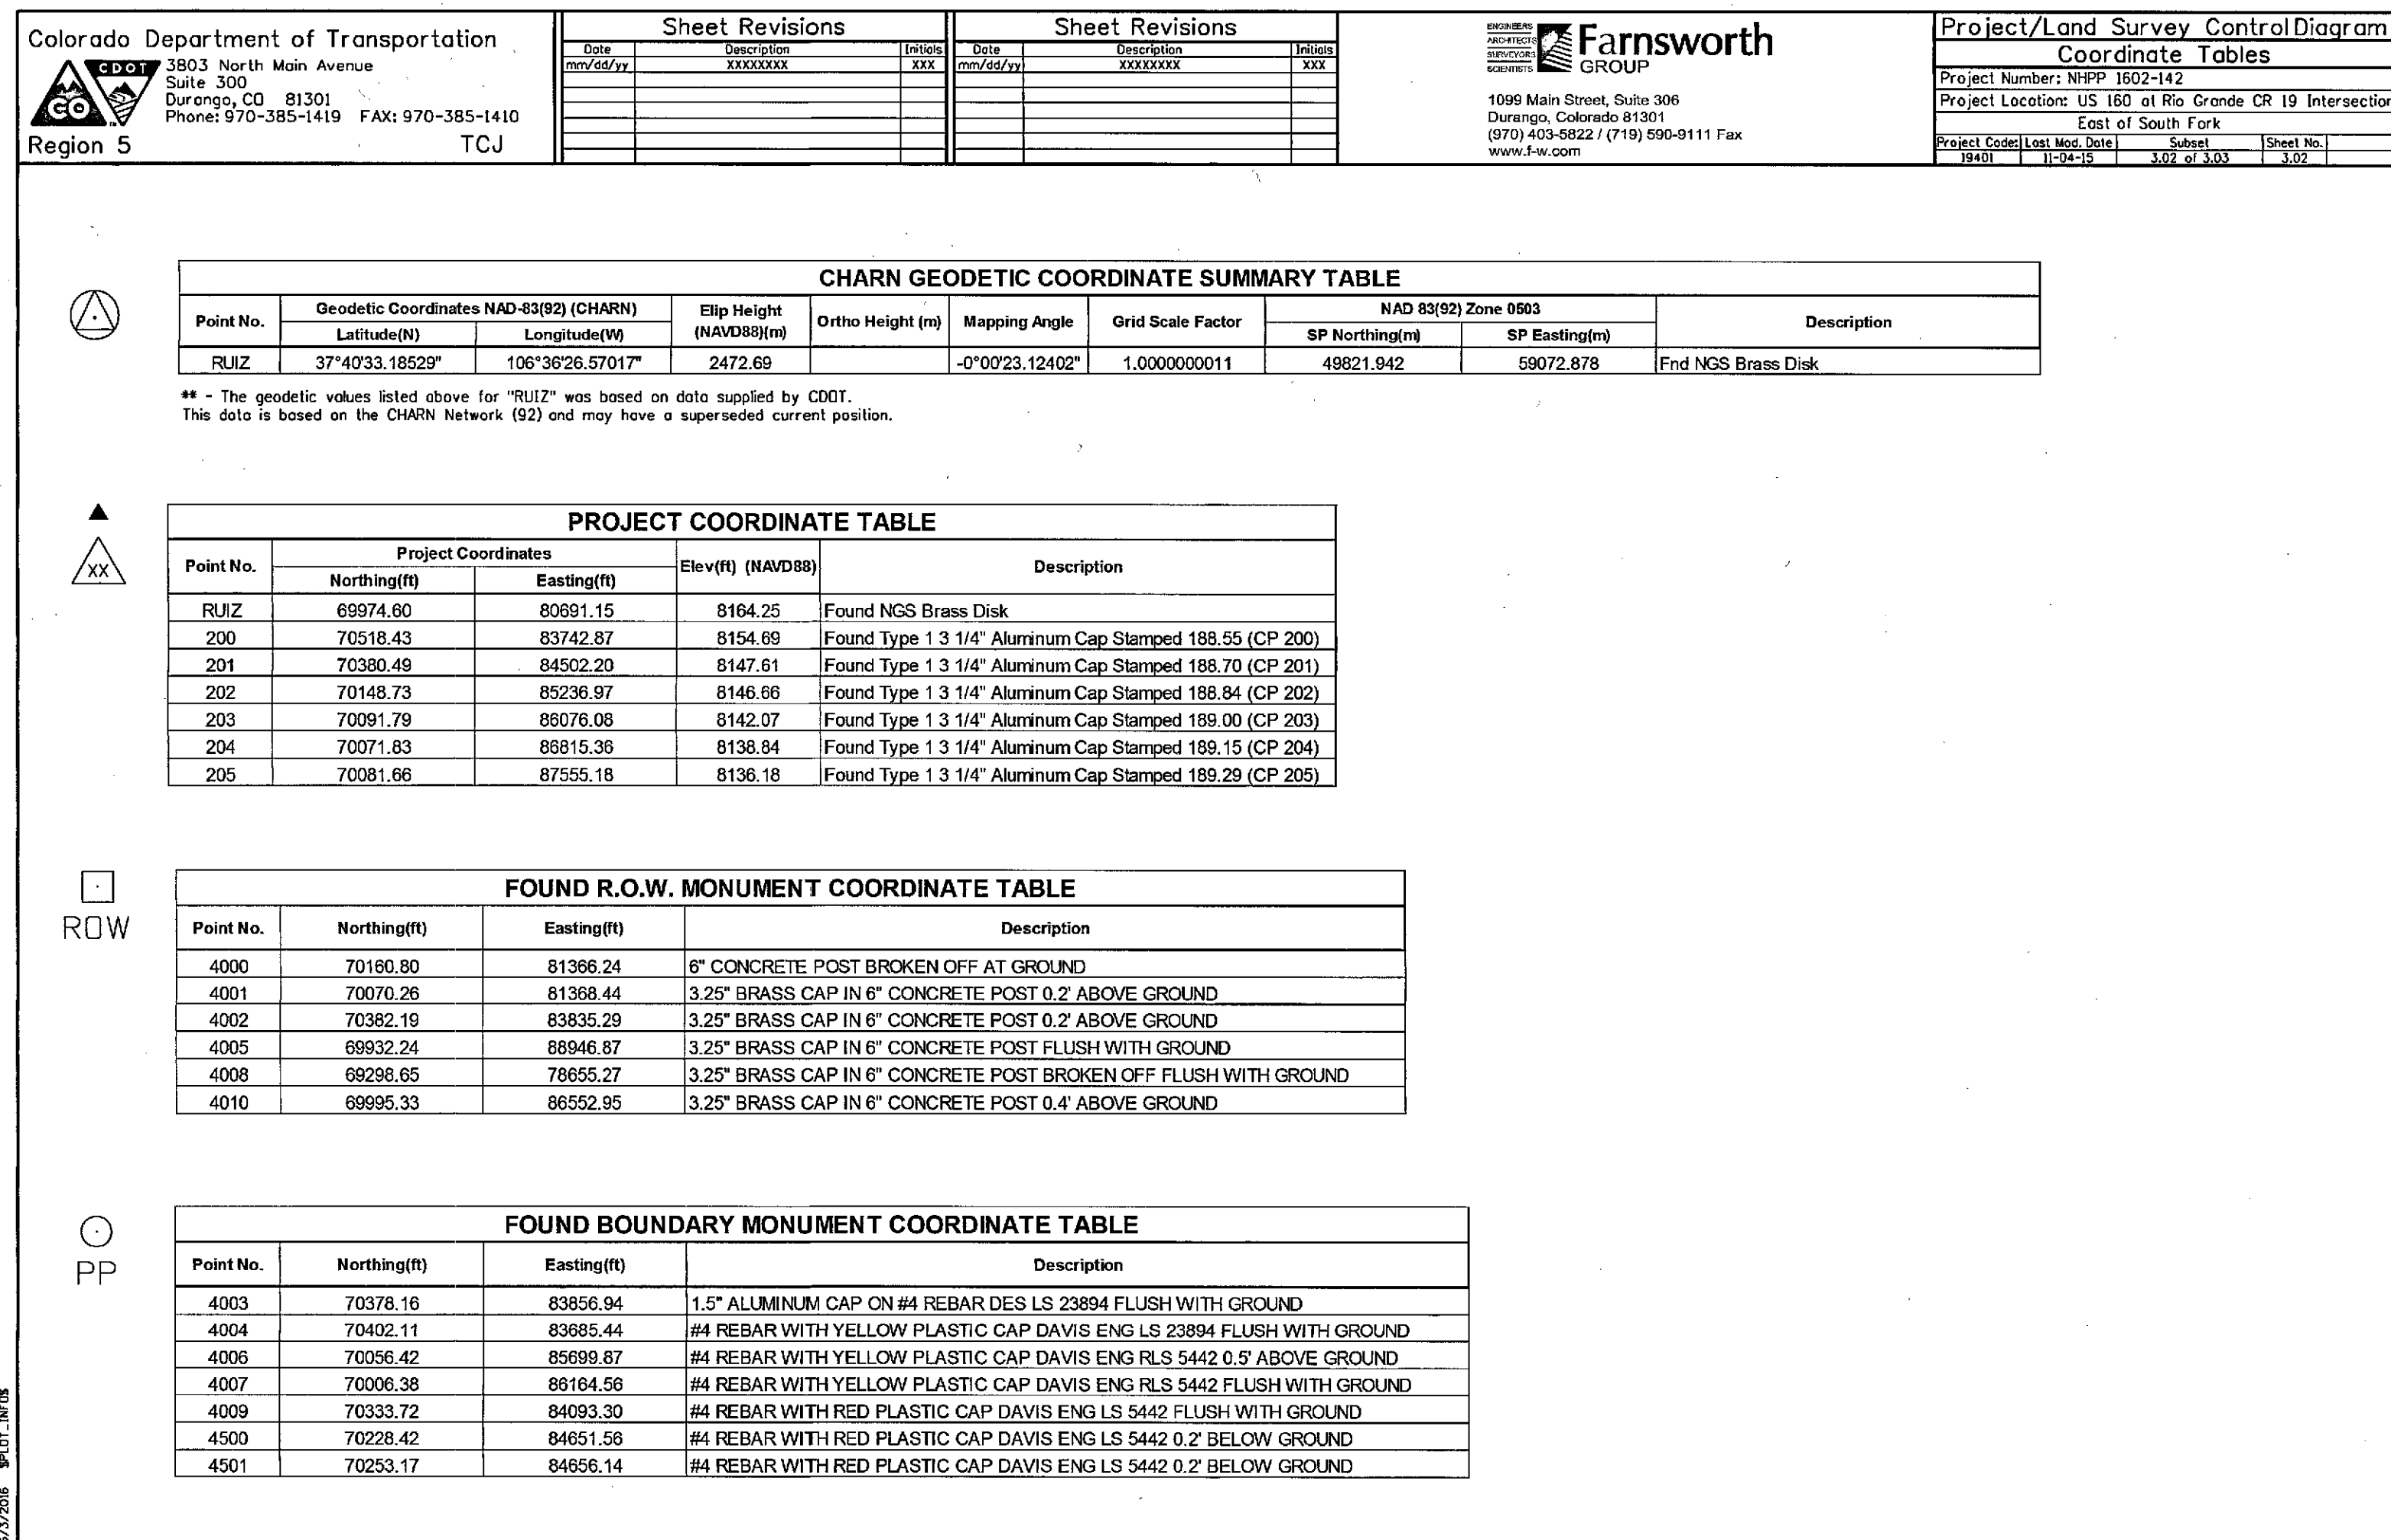 Colorado Department of Transportation
CDOT
CO
3803 North Main Avenue
Suite 300
Durango, CO 81301
Phone: 970-385-1419 FAX: 970-385-1410
Region 5 TCJ
Sheet Revisions
Date Description Initials
mm/dd/yy XXXXXXXX XXX
Sheet Revisions
Date Description Initials
mm/dd/yy XXXXXXXX XXX
ENGINEERS
ARCHITECTS
SURVEYORS
SCIENTISTS
Farnsworth
GROUP
1099 Main Street, Suite 306
Durango, Colorado 81301
(970) 403-5822 / (719) 590-9111 Fax
www.f-w.com
Project/Land Survey Control Diagram
Coordinate Tables
Project Number: NHPP 1602-142
Project Location: US 160 at Rio Grande CR 19 Intersection
East of South Fork
Project Code: Last Mod. Date Subset Sheet No.
19401 11-04-15 3.02 of 3.03 3.02
CHARN GEODETIC COORDINATE SUMMARY TABLE
Point No. Geodetic Coordinates NAD-83(92) (CHARN) Elip Height (NAVD88)(m) Ortho Height (m) Mapping Angle Grid Scale Factor NAD 83(92) Zone 0503 Description
Latitude(N) Longitude(W) SP Northing(m) SP Easting(m)
RUIZ 37°40'33.18529" 106°36'26.57017" 2472.69 -0°00'23.12402" 1.0000000011 49821.942 59072.878 Fnd NGS Brass Disk
** - The geodetic values listed above for "RUIZ" was based on data supplied by CDOT.
This data is based on the CHARN Network (92) and may have a superseded current position.
XX
PROJECT COORDINATE TABLE
Point No. Project Coordinates Elev(ft) (NAVD88) Description
Northing(ft) Easting(ft)
RUIZ 69974.60 80691.15 8164.25 Found NGS Brass Disk
200 70518.43 83742.87 8154.69 Found Type 1 3 1/4" Aluminum Cap Stamped 188.55 (CP 200)
201 70380.49 84502.20 8147.61 Found Type 1 3 1/4" Aluminum Cap Stamped 188.70 (CP 201)
202 70148.73 85236.97 8146.66 Found Type 1 3 1/4" Aluminum Cap Stamped 188.84 (CP 202)
203 70091.79 86076.08 8142.07 Found Type 1 3 1/4" Aluminum Cap Stamped 189.00 (CP 203)
204 70071.83 86815.36 8138.84 Found Type 1 3 1/4" Aluminum Cap Stamped 189.15 (CP 204)
205 70081.66 87555.18 8136.18 Found Type 1 3 1/4" Aluminum Cap Stamped 189.29 (CP 205)
ROW
FOUND R.O.W. MONUMENT COORDINATE TABLE
Point No. Northing(ft) Easting(ft) Description
4000 70160.80 81366.24 6" CONCRETE POST BROKEN OFF AT GROUND
4001 70070.26 81368.44 3.25" BRASS CAP IN 6" CONCRETE POST 0.2' ABOVE GROUND
4002 70382.19 83835.29 3.25" BRASS CAP IN 6" CONCRETE POST 0.2' ABOVE GROUND
4005 69932.24 88946.87 3.25" BRASS CAP IN 6" CONCRETE POST FLUSH WITH GROUND
4008 69298.65 78655.27 3.25" BRASS CAP IN 6" CONCRETE POST BROKEN OFF FLUSH WITH GROUND
4010 69995.33 86552.95 3.25" BRASS CAP IN 6" CONCRETE POST 0.4' ABOVE GROUND
PP
FOUND BOUNDARY MONUMENT COORDINATE TABLE
Point No. Northing(ft) Easting(ft) Description
4003 70378.16 83856.94 1.5" ALUMINUM CAP ON #4 REBAR DES LS 23894 FLUSH WITH GROUND
4004 70402.11 83685.44 #4 REBAR WITH YELLOW PLASTIC CAP DAVIS ENG LS 23894 FLUSH WITH GROUND
4006 70056.42 85699.87 #4 REBAR WITH YELLOW PLASTIC CAP DAVIS ENG RLS 5442 0.5' ABOVE GROUND
4007 70006.38 86164.56 #4 REBAR WITH YELLOW PLASTIC CAP DAVIS ENG RLS 5442 FLUSH WITH GROUND
4009 70333.72 84093.30 #4 REBAR WITH RED PLASTIC CAP DAVIS ENG LS 5442 FLUSH WITH GROUND
4500 70228.42 84651.56 #4 REBAR WITH RED PLASTIC CAP DAVIS ENG LS 5442 0.2' BELOW GROUND
4501 70253.17 84656.14 #4 REBAR WITH RED PLASTIC CAP DAVIS ENG LS 5442 0.2' BELOW GROUND
/3/2016 $PLOT_INFO$